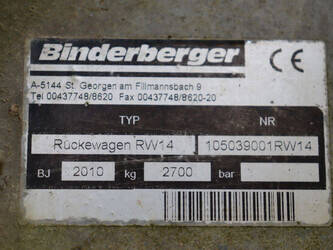 Binderberger CE
A-5144 St. Georgen am Fillmannsbach 9
Tel 00437748/8620 Fax 00437748/8620-20
TYP NR
Rückewagen RW14 105039001RW14
BJ 2010 kg 2700 bar